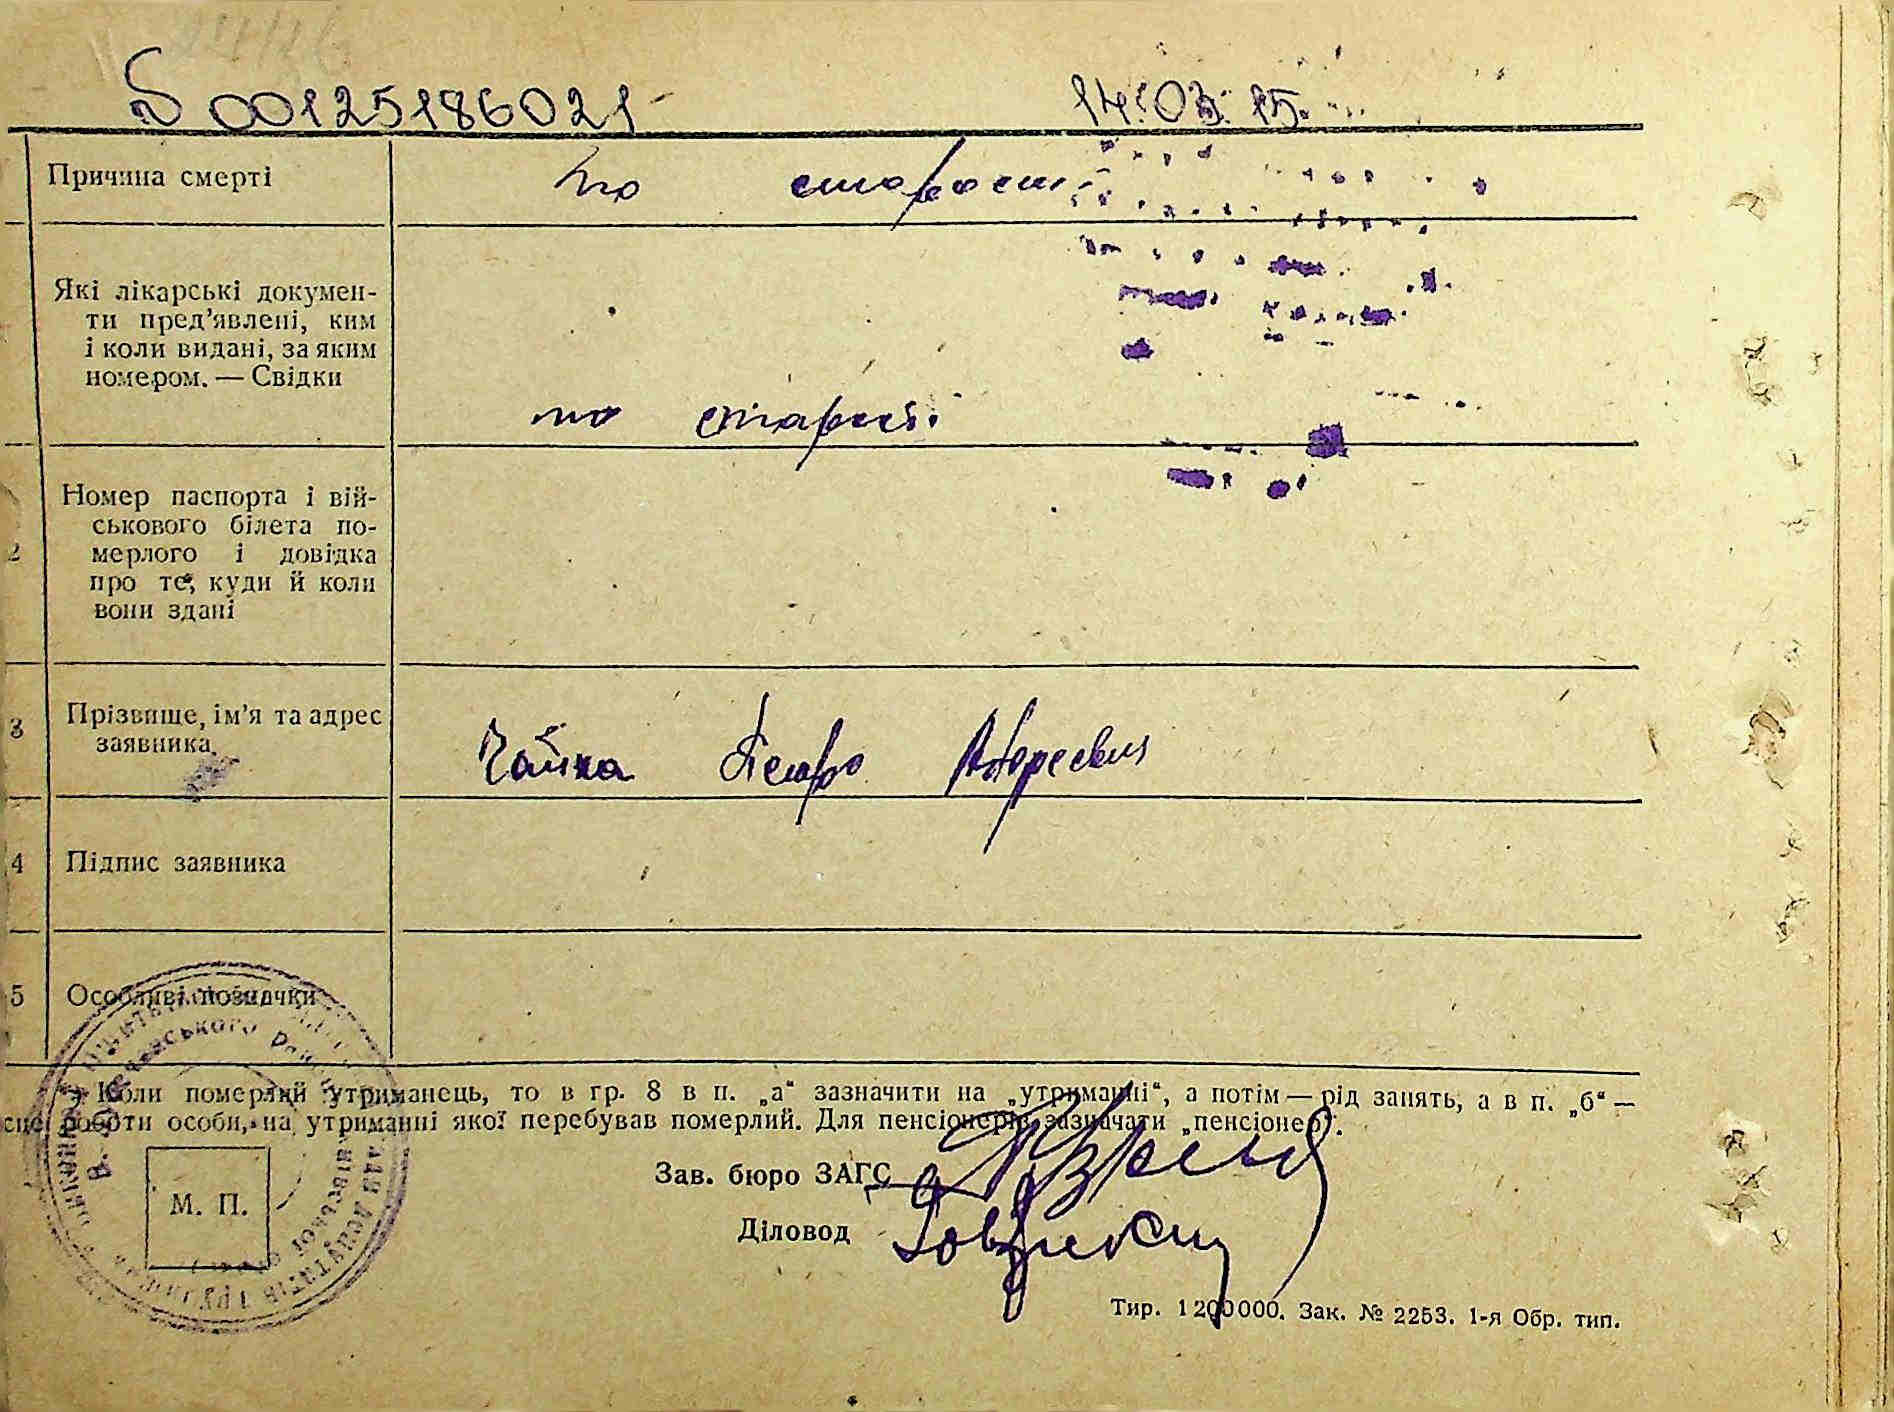 00125186021 14.03.15.
Причина смерті по старости
Які лікарські докумен-
ти пред'явлені, ким
і коли видані, за яким
номером. — Свідки
по старості.
Номер паспорта і вій-
ськового білета по-
2 мерлого і довідка
про те, куди й коли
вони здані
3 Прізвище, ім'я та адрес
заявника.
Чайка Петро
4 Підпис заявника
5 Особливі позначки
Коли померлий утриманець, то в гр. 8 в п. „а“ зазначити на „утриманні“, а потім — рід занять, а в п. „б“ —
роботи особи, на утриманні якої перебував померлий. Для пенсіонерів зазначати „пенсіонер“.
Зав. бюро ЗАГС
Діловод
М. П.
Тир. 1200000. Зак. № 2253. 1-я Обр. тип.